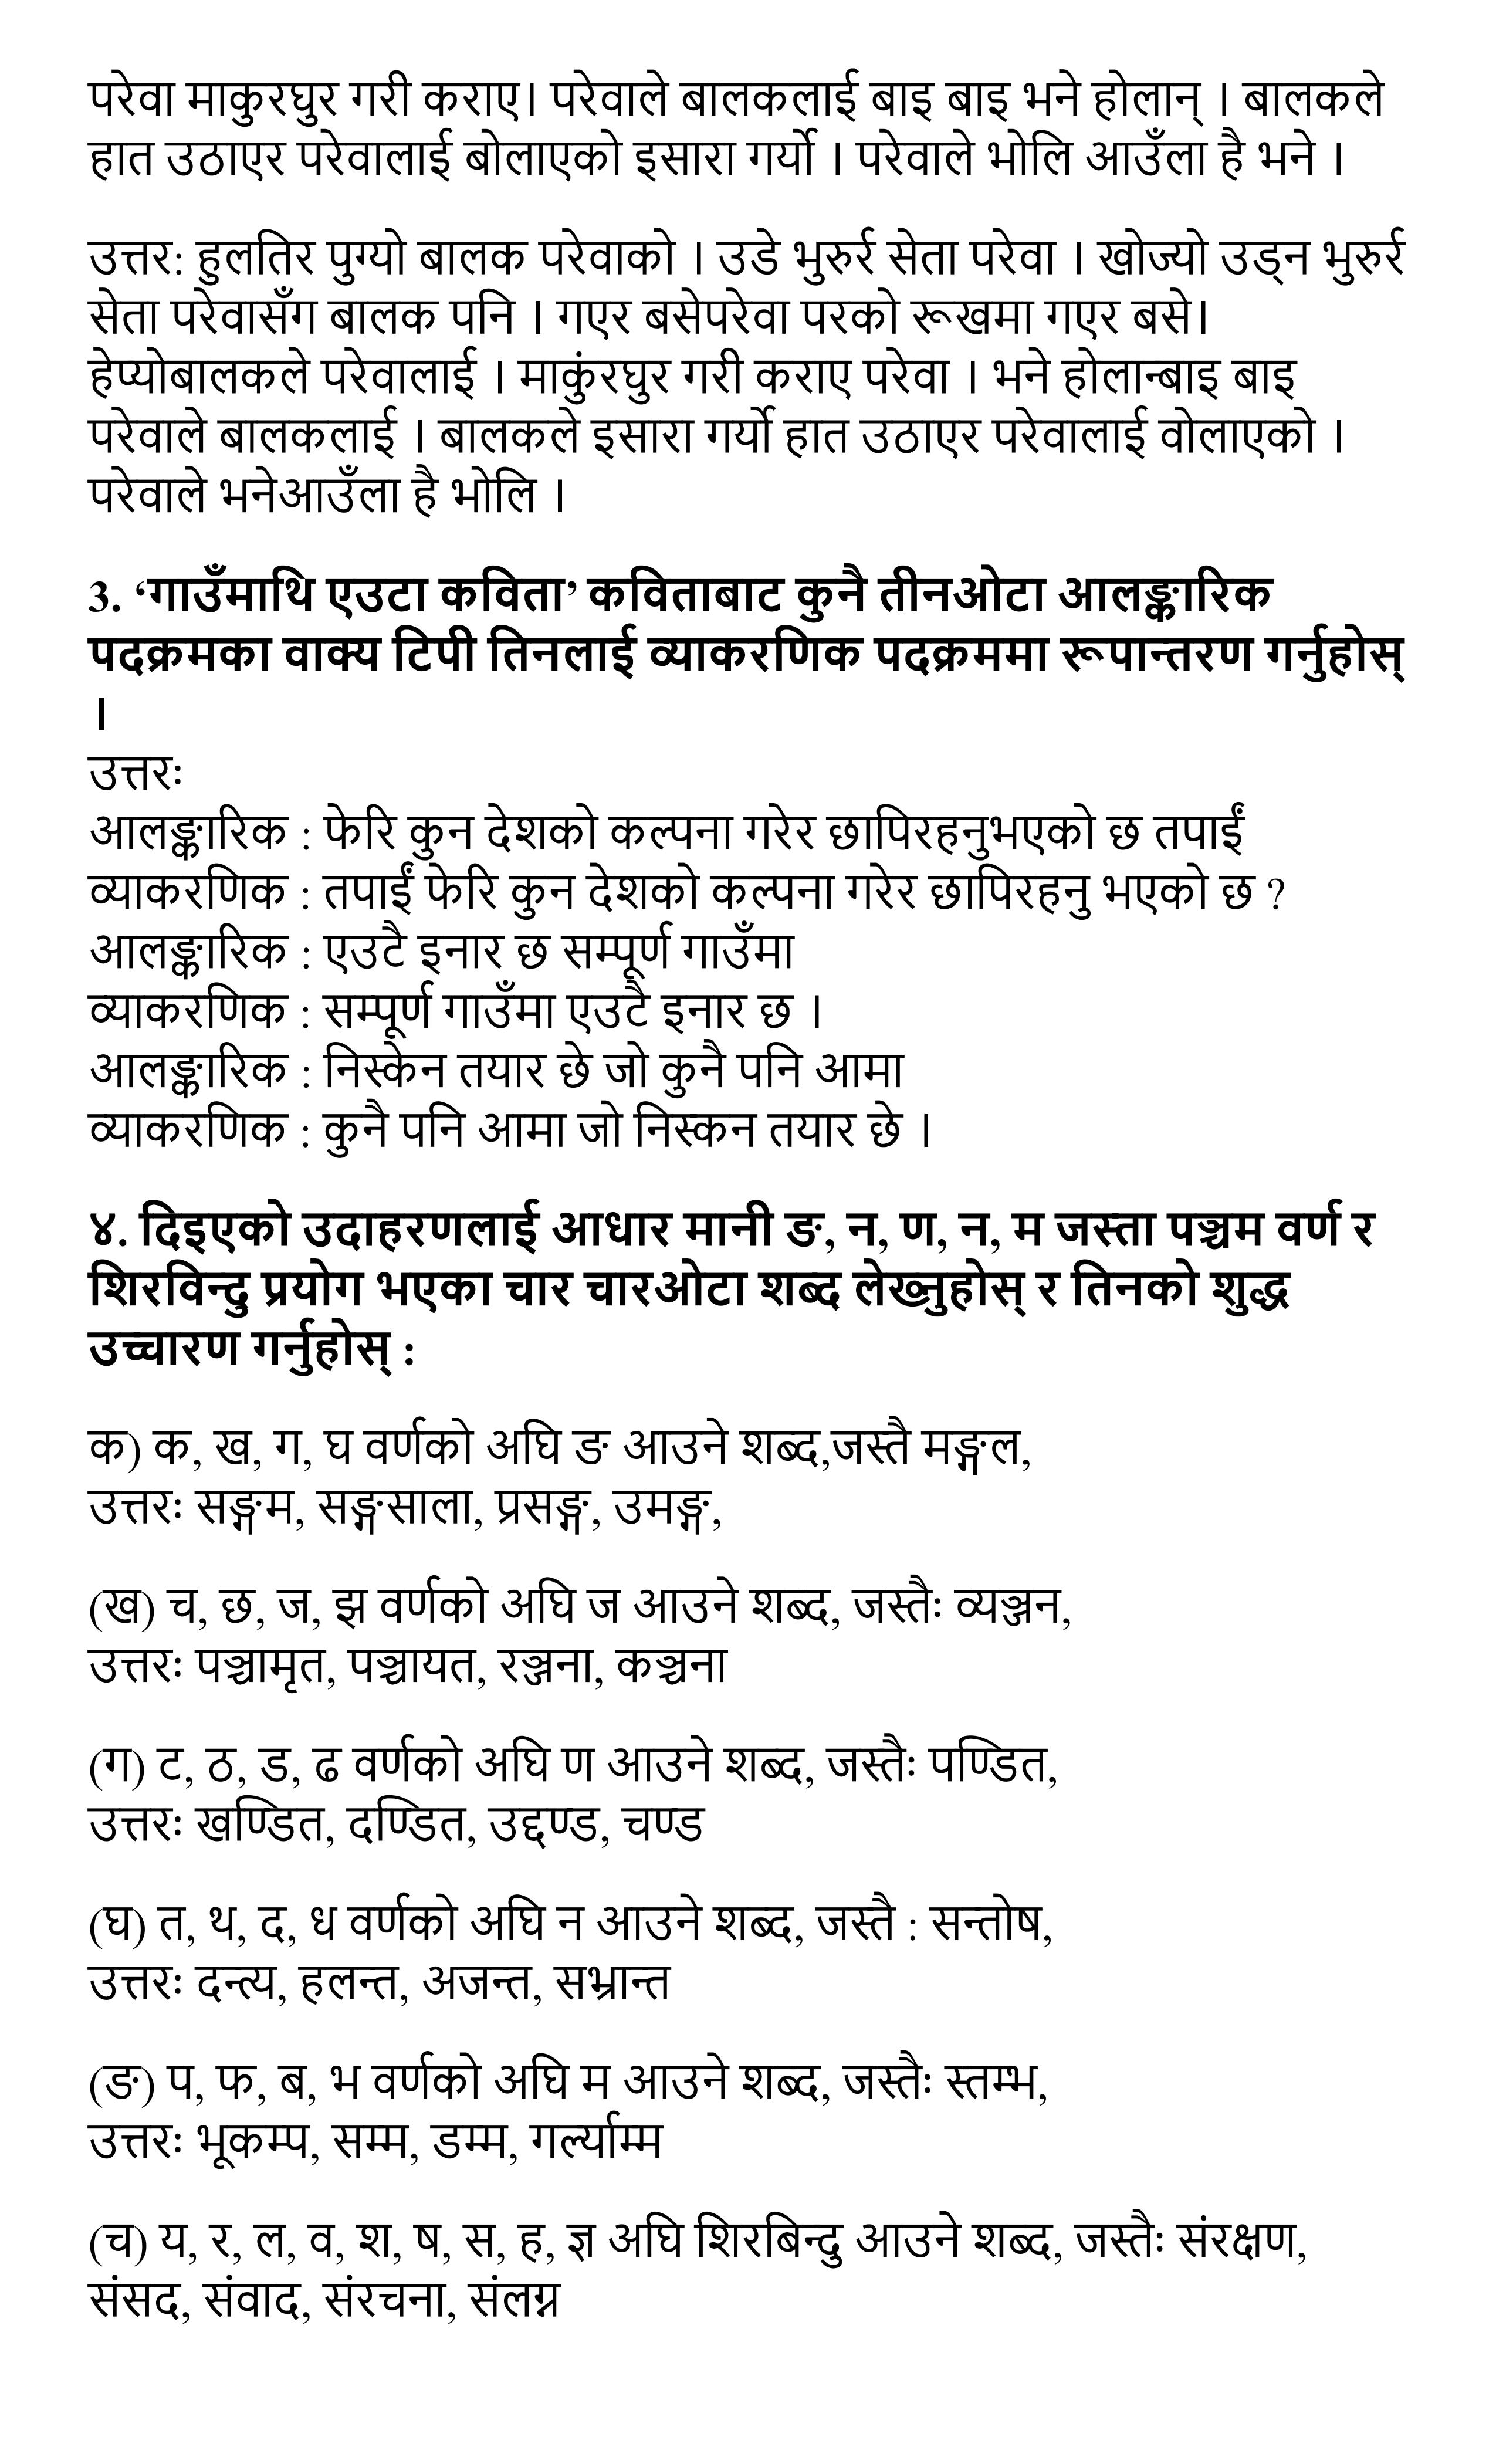 परेवा माकुरघुर गरी कराए। परेवाले बालकलाई बाइ बाइ भने होलान् । बालकले
हात उठाएर परेवालाई बोलाएको इसारा गर्यो । परेवाले भोलि आउँला है भने ।
उत्तर: हुलतिर पुग्यो बालक परेवाको । उडे भुरुर्र सेता परेवा । खोज्यो उड्न भुरुर्र
सेता परेवासँग बालक पनि । गएर बसेपरेवा परको रूखमा गएर बसे।
हेप्योबालकले परेवालाई । माकुंरघुर गरी कराए परेवा । भने होलान्बाइ बाइ
परेवाले बालकलाई । बालकले इसारा गर्यो हात उठाएर परेवालाई वोलाएको ।
परेवाले भनेआउँला है भोलि ।
3. ‘गाउँमाथि एउटा कविता’ कविताबाट कुनै तीनओटा आलङ्कारिक
पदक्रमका वाक्य टिपी तिनलाई व्याकरणिक पदक्रममा रूपान्तरण गर्नुहोस्
।
उत्तरः
आलङ्कारिक : फेरि कुन देशको कल्पना गरेर छापिरहनुभएको छ तपाईं
व्याकरणिक : तपाईं फेरि कुन देशको कल्पना गरेर छापिरहनु भएको छ ?
आलङ्कारिक : एउटै इनार छ सम्पूर्ण गाउँमा
व्याकरणिक : सम्पूर्ण गाउँमा एउटै इनार छ ।
आलङ्कारिक : निस्केन तयार छे जो कुनै पनि आमा
व्याकरणिक : कुनै पनि आमा जो निस्कन तयार छे ।
४. दिइएको उदाहरणलाई आधार मानी ङ, न, ण, न, म जस्ता पञ्चम वर्ण र
शिरविन्दु प्रयोग भएका चार चारओटा शब्द लेख्नुहोस् र तिनको शुद्ध
उच्चारण गर्नुहोस् :
क) क, ख, ग, घ वर्णको अघि ङ आउने शब्द,जस्तै मङ्गल,
उत्तरः सङ्गम, सङ्गसाला, प्रसङ्ग, उमङ्ग,
(ख) च, छ, ज, झ वर्णको अघि ज आउने शब्द, जस्तैः व्यञ्जन,
उत्तरः पञ्चामृत, पञ्चायत, रञ्जना, कञ्चना
(ग) ट, ठ, ड, ढ वर्णको अघि ण आउने शब्द, जस्तैः पण्डित,
उत्तरः खण्डित, दण्डित, उद्दण्ड, चण्ड
(घ) त, थ, द, ध वर्णको अघि न आउने शब्द, जस्तै : सन्तोष,
उत्तरः दन्त्य, हलन्त, अजन्त, सभ्रान्त
(ङ) प, फ, ब, भ वर्णको अघि म आउने शब्द, जस्तैः स्तम्भ,
उत्तरः भूकम्प, सम्म, डम्म, गर्ल्याम्म
(च) य, र, ल, व, श, ष, स, ह, ज्ञ अघि शिरबिन्दु आउने शब्द, जस्तैः संरक्षण,
संसद, संवाद, संरचना, संलग्न